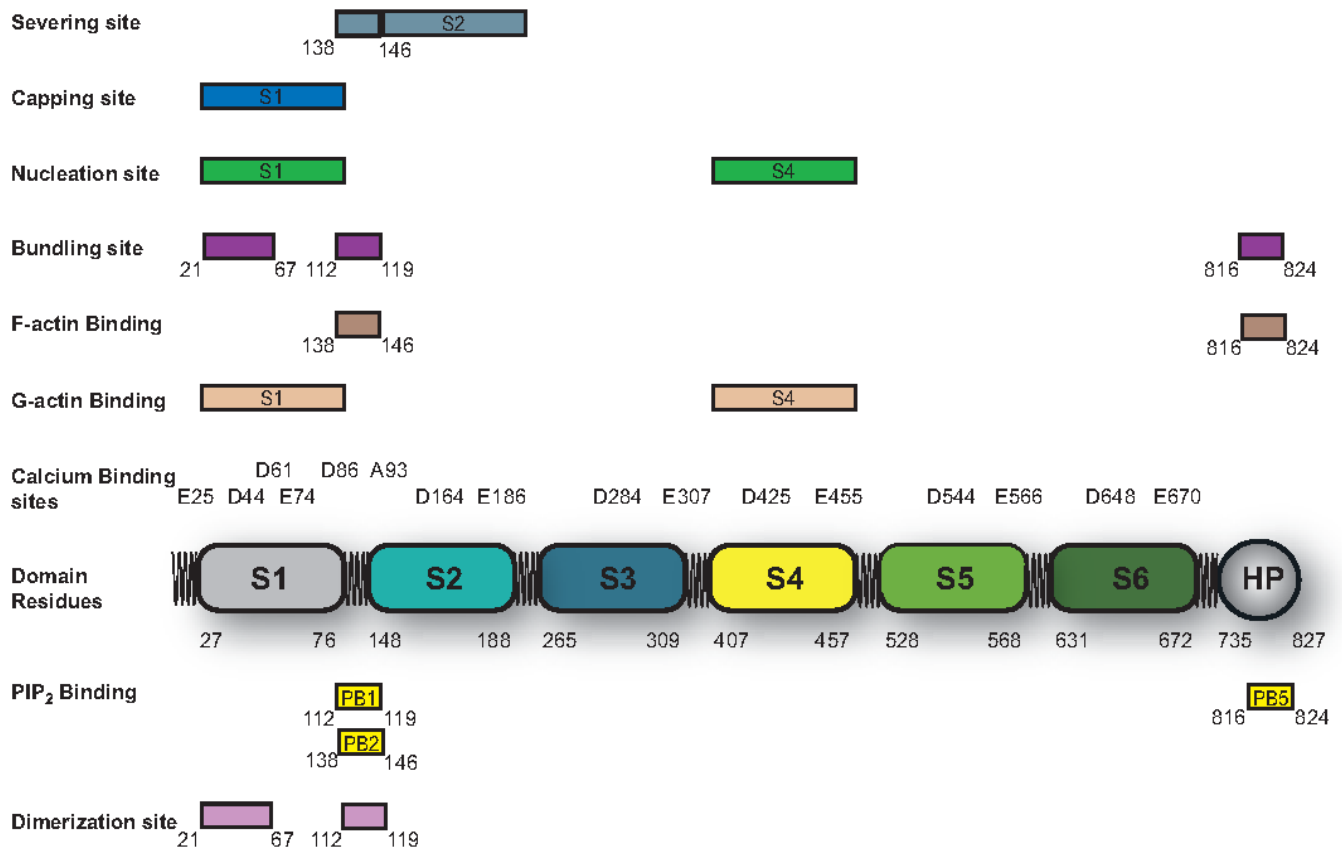 Severing site
S2
138 146
Capping site
S1
Nucleation site
S1 S4
Bundling site
21 67 112 119 816 824
F-actin Binding
138 146 816 824
G-actin Binding
S1 S4
Calcium Binding
sites
D61 D86 A93
E25 D44 E74 D164 E186 D284 E307 D425 E455 D544 E566 D648 E670
Domain
Residues
S1 S2 S3 S4 S5 S6 HP
27 76 148 188 265 309 407 457 528 568 631 672 735 827
PIP₂ Binding
PB1 PB5
112 119 816 824
PB2
138 146
Dimerization site
21 67 112 119